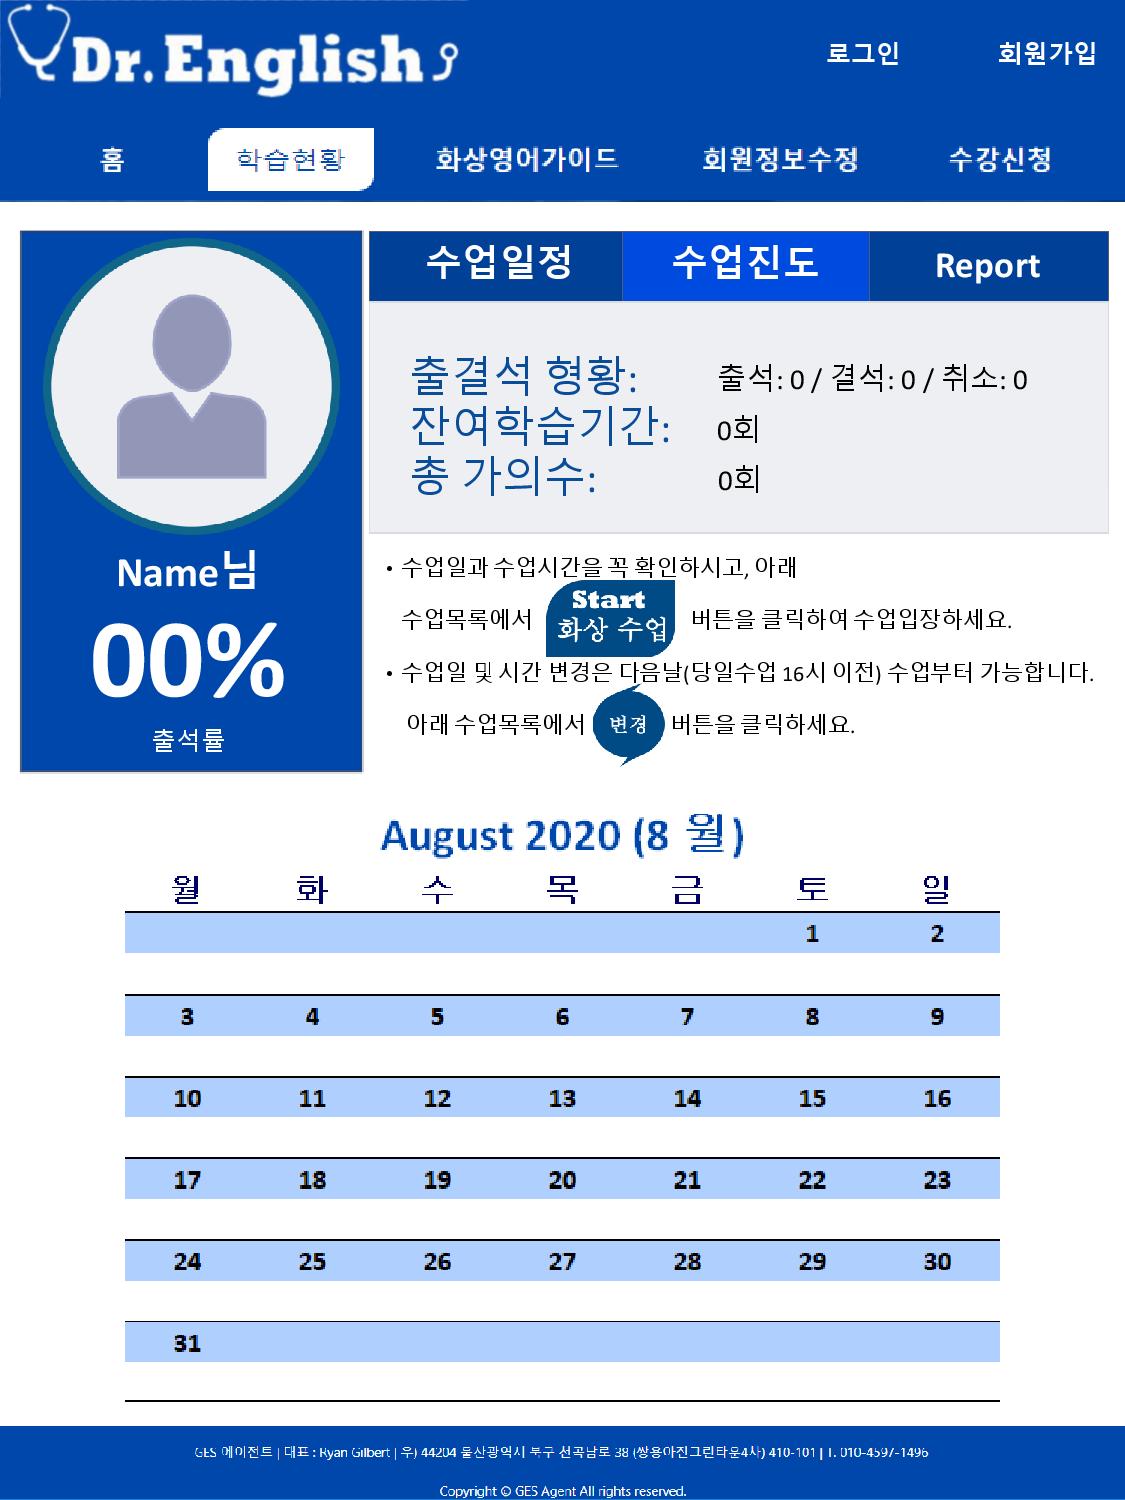 Dr. English
로그인 회원가입
홈 학습현황 화상영어가이드 회원정보수정 수강신청
수업일정 수업진도 Report
출결석 형황: 출석: 0 / 결석: 0 / 취소: 0
잔여학습기간: 0회
총 가의수: 0회
Name님
00%
출석률
• 수업일과 수업시간을 꼭 확인하시고, 아래
수업목록에서 Start 화상 수업 버튼을 클릭하여 수업입장하세요.
• 수업일 및 시간 변경은 다음날(당일수업 16시 이전) 수업부터 가능합니다.
아래 수업목록에서 변경 버튼을 클릭하세요.
August 2020 (8 월)
월 화 수 목 금 토 일
1 2
3 4 5 6 7 8 9
10 11 12 13 14 15 16
17 18 19 20 21 22 23
24 25 26 27 28 29 30
31
GES 에이전트 | 대표 : Ryan Gilbert | 우) 44204 울산광역시 북구 천곡남로 38 (쌍용아진그린타운4차) 410-101 | T. 010-4597-1496
Copyright © GES Agent All rights reserved.